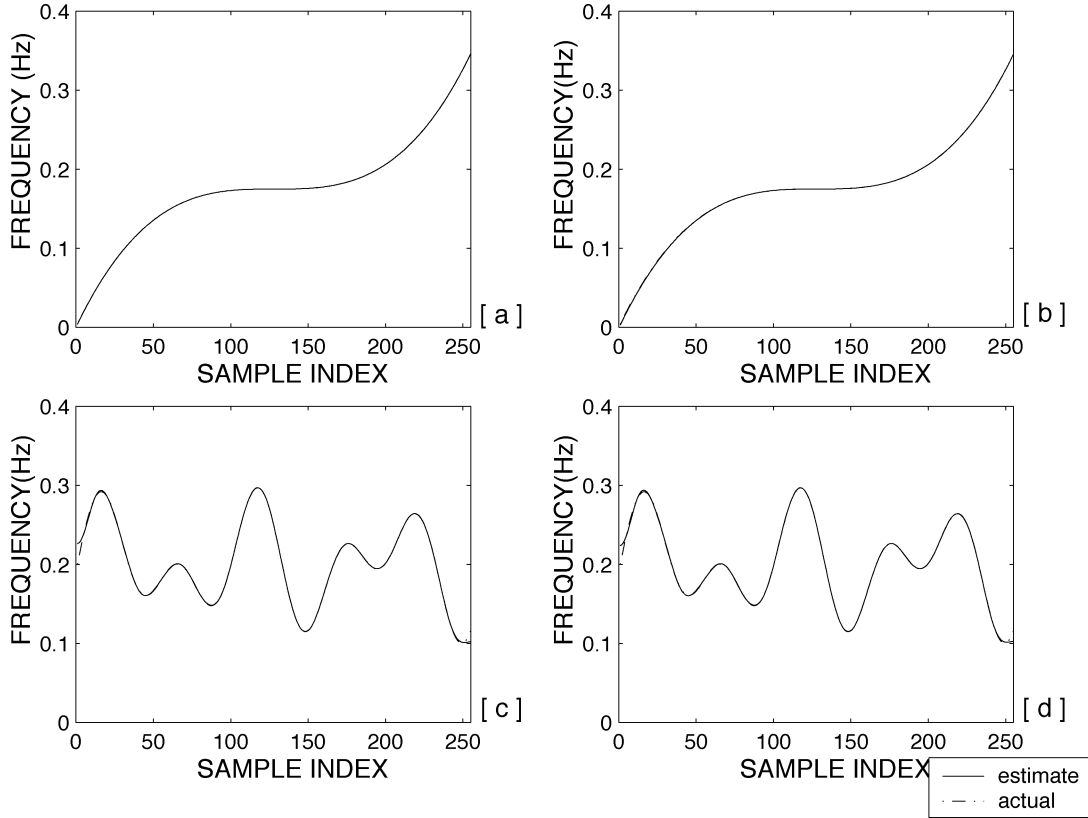 0.4
0.3
0.2
0.1
0
FREQUENCY (Hz)
0 50 100 150 200 250
SAMPLE INDEX
[ a ]
0.4
0.3
0.2
0.1
0
FREQUENCY(Hz)
0 50 100 150 200 250
SAMPLE INDEX
[ b ]
0.4
0.3
0.2
0.1
0
FREQUENCY(Hz)
0 50 100 150 200 250
SAMPLE INDEX
[ c ]
0.4
0.3
0.2
0.1
0
FREQUENCY(Hz)
0 50 100 150 200 250
SAMPLE INDEX
[ d ]
estimate
actual